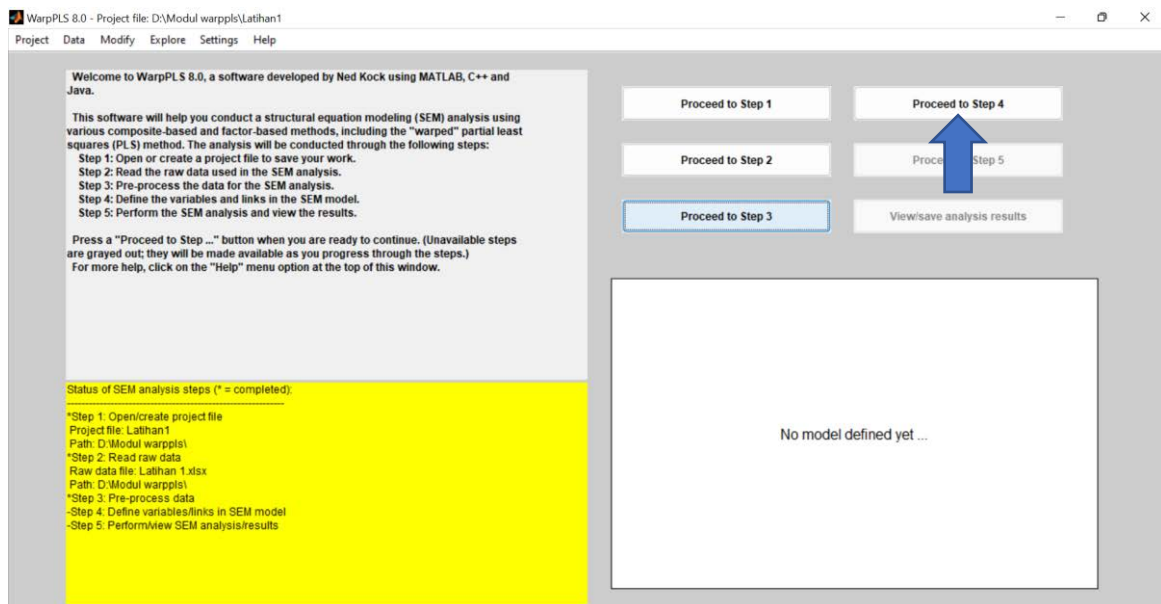 WarpPLS 8.0 - Project file: D:\Modul warppls\Latihan1
Project Data Modify Explore Settings Help
Welcome to WarpPLS 8.0, a software developed by Ned Kock using MATLAB, C++ and
Java.
This software will help you conduct a structural equation modeling (SEM) analysis using
various composite-based and factor-based methods, including the "warped" partial least
squares (PLS) method. The analysis will be conducted through the following steps:
Step 1: Open or create a project file to save your work.
Step 2: Read the raw data used in the SEM analysis.
Step 3: Pre-process the data for the SEM analysis.
Step 4: Define the variables and links in the SEM model.
Step 5: Perform the SEM analysis and view the results.
Press a "Proceed to Step ..." button when you are ready to continue. (Unavailable steps
are grayed out; they will be made available as you progress through the steps.)
For more help, click on the "Help" menu option at the top of this window.
Status of SEM analysis steps (* = completed):
------------------------------------------------------------
*Step 1: Open/create project file
Project file: Latihan1
Path: D:\Modul warppls\
*Step 2: Read raw data
Raw data file: Latihan 1.xlsx
Path: D:\Modul warppls\
*Step 3: Pre-process data
-Step 4: Define variables/links in SEM model
-Step 5: Perform/view SEM analysis/results
Proceed to Step 1
Proceed to Step 4
Proceed to Step 2
Step 5
Proceed to Step 3
View/save analysis results
No model defined yet ...